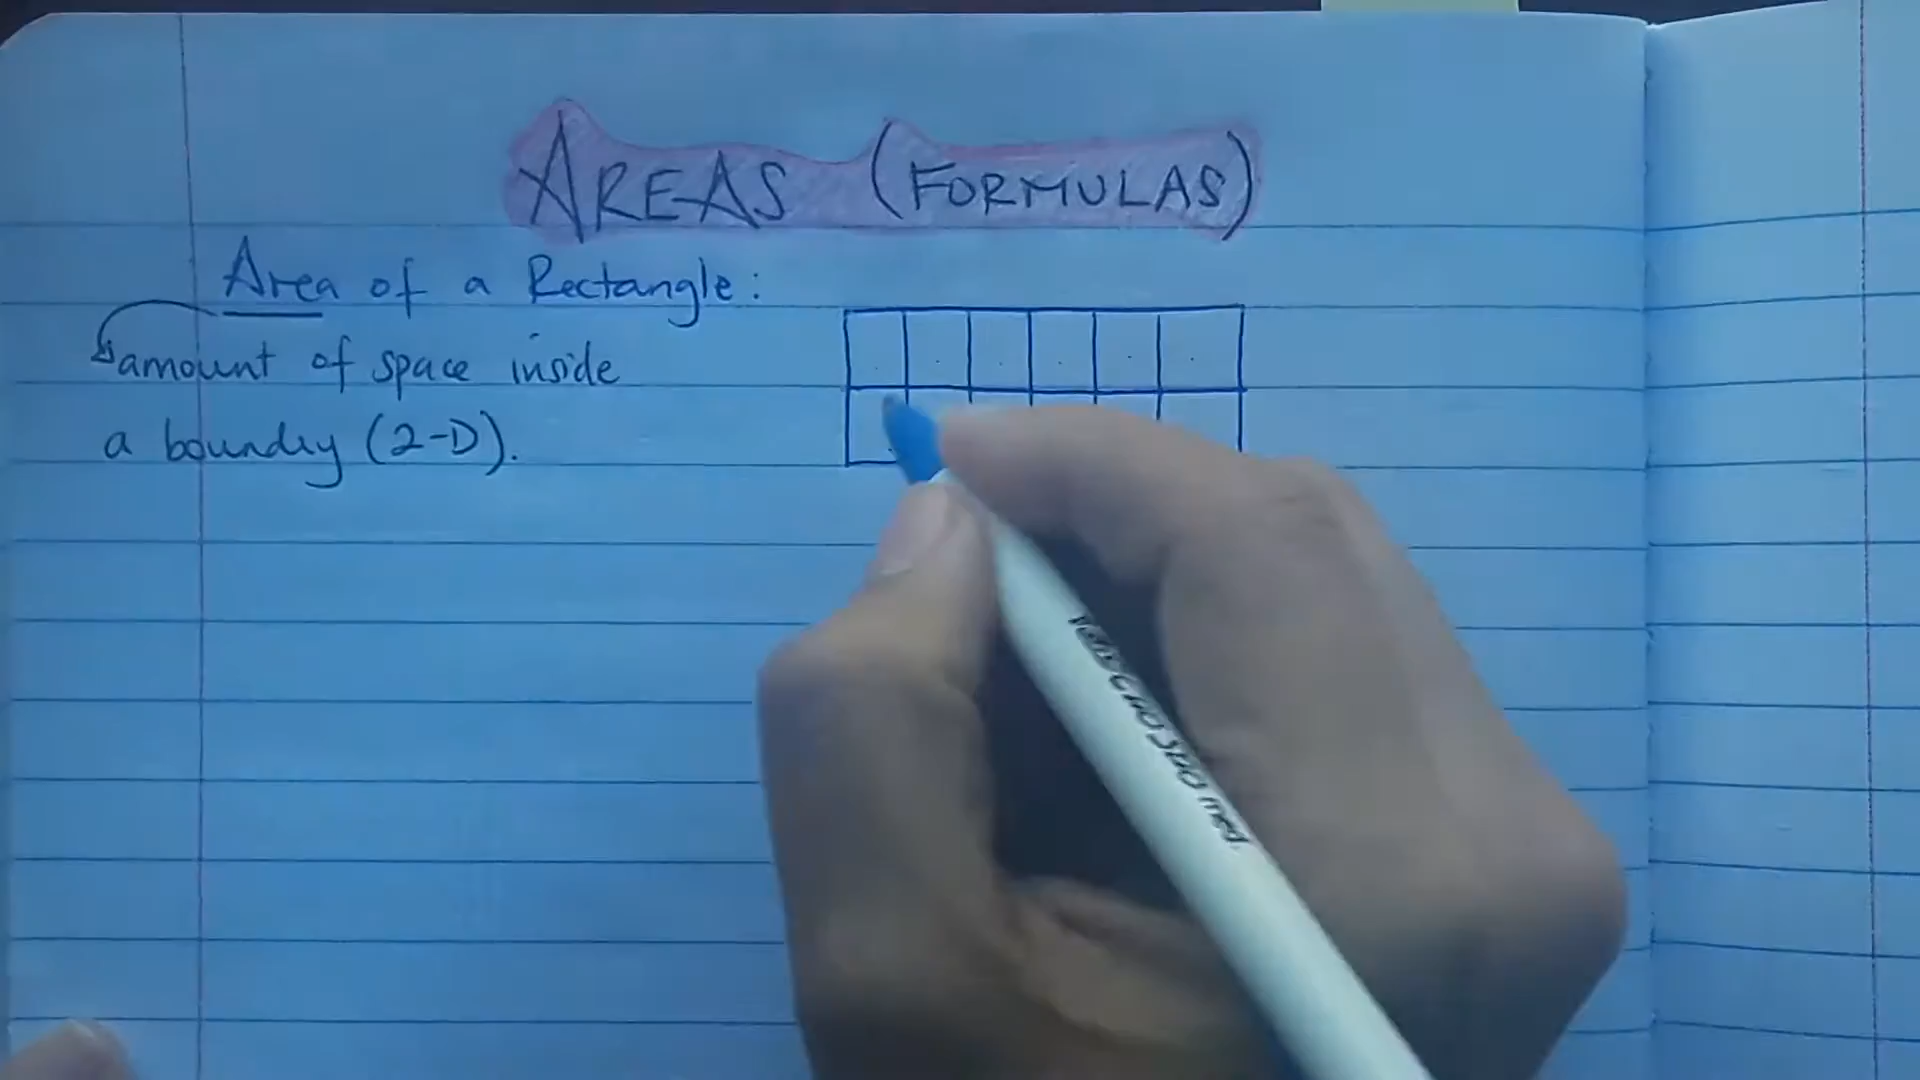 AREAS (FORMULAS)
Area of a Rectangle:
amount of space inside
a boundry (2-D).